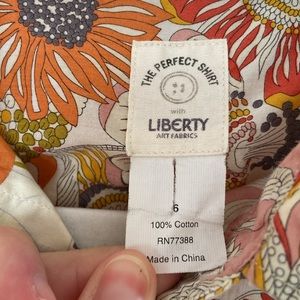 THE PERFECT SHIRT
with
LIBERTY
ART FABRICS
6
100% Cotton
RN77388
Made in China